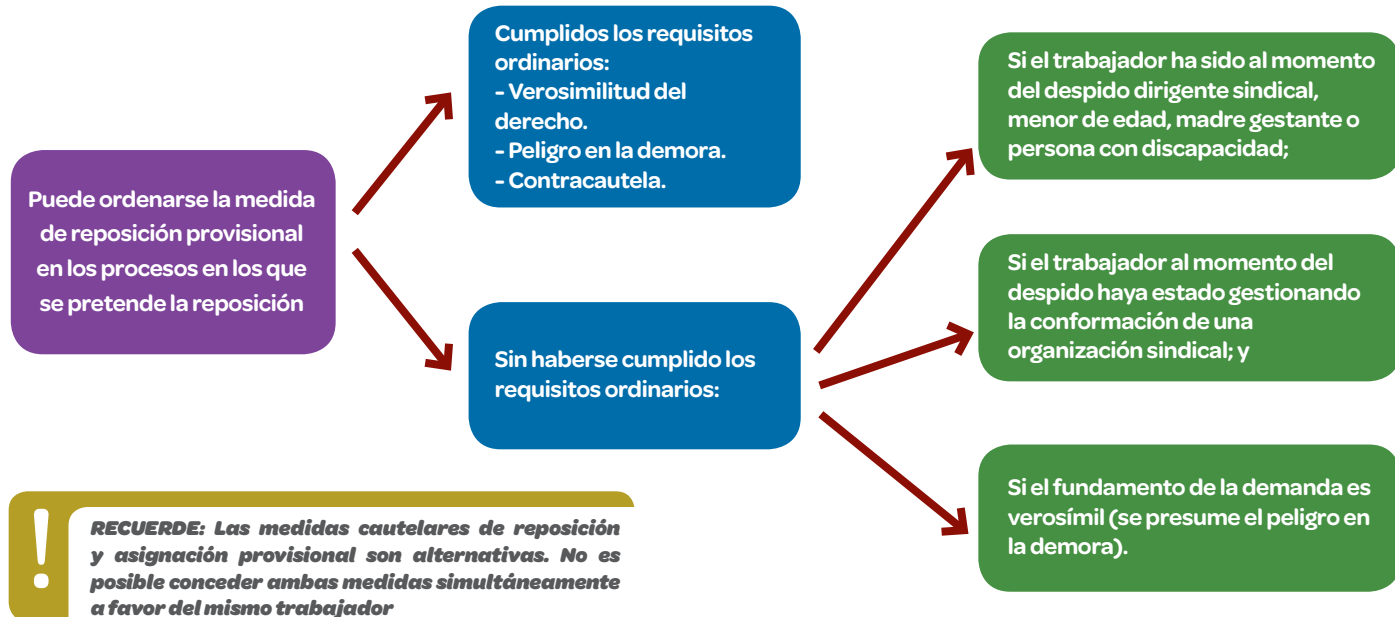 Puede ordenarse la medida
de reposición provisional
en los procesos en los que
se pretende la reposición
Cumplidos los requisitos
ordinarios:
- Verosimilitud del
derecho.
- Peligro en la demora.
- Contracautela.
Sin haberse cumplido los
requisitos ordinarios:
Si el trabajador ha sido al momento
del despido dirigente sindical,
menor de edad, madre gestante o
persona con discapacidad;
Si el trabajador al momento del
despido haya estado gestionando
la conformación de una
organización sindical; y
Si el fundamento de la demanda es
verosímil (se presume el peligro en
la demora).
!
RECUERDE: Las medidas cautelares de reposición
y asignación provisional son alternativas. No es
posible conceder ambas medidas simultáneamente
a favor del mismo trabajador